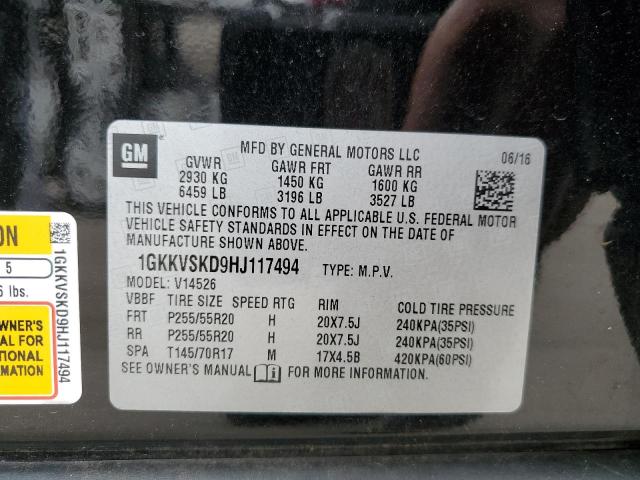 GM
MFD BY GENERAL MOTORS LLC
06/16
GVWR GAWR FRT GAWR RR
2930 KG 1450 KG 1600 KG
6459 LB 3196 LB 3527 LB
THIS VEHICLE CONFORMS TO ALL APPLICABLE U.S. FEDERAL MOTOR
VEHICLE SAFETY STANDARDS IN EFFECT ON THE DATE OF
MANUFACTURE SHOWN ABOVE.
1GKKVSKD9HJ117494 TYPE: M.P.V.
MODEL: V14526
VBBF TIRE SIZE SPEED RTG RIM COLD TIRE PRESSURE
FRT P255/55R20 H 20X7.5J 240KPA(35PSI)
RR P255/55R20 H 20X7.5J 240KPA(35PSI)
SPA T145/70R17 M 17X4.5B 420KPA(60PSI)
SEE OWNER'S MANUAL FOR MORE INFORMATION.
ON
5
lbs.
OWNER'S
AL FOR
TIONAL
MATION
1GKKVSKD9HJ117494